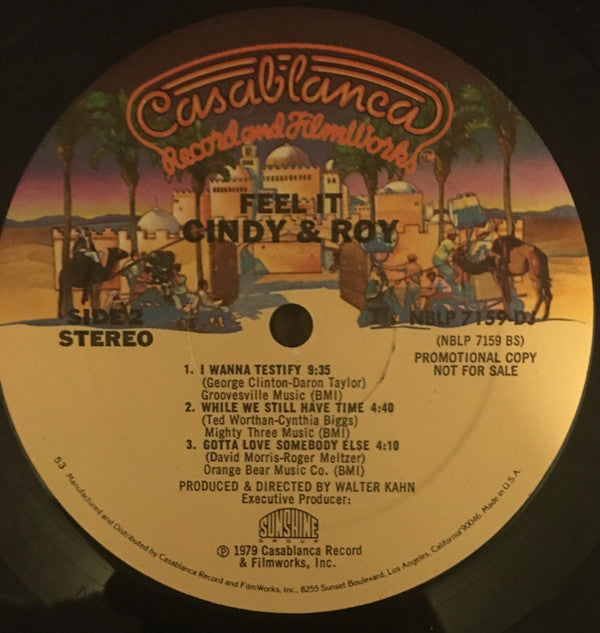 Casablanca
Record and FilmWorks
FEEL IT
CINDY & ROY
SIDE 2
STEREO
NBLP 7159-DJ
(NBLP 7159 BS)
PROMOTIONAL COPY
NOT FOR SALE
1. I WANNA TESTIFY 9:35
(George Clinton-Daron Taylor)
Groovesville Music (BMI)
2. WHILE WE STILL HAVE TIME 4:40
(Ted Worthan-Cynthia Biggs)
Mighty Three Music (BMI)
3. GOTTA LOVE SOMEBODY ELSE 4:10
(David Morris-Roger Meltzer)
Orange Bear Music Co. (BMI)
PRODUCED & DIRECTED BY WALTER KAHN
Executive Producer:
SUNSHINE
GROUP
℗ 1979 Casablanca Record
& Filmworks, Inc.
53 Manufactured and Distributed by Casablanca Record and FilmWorks, Inc., 8255 Sunset Boulevard, Los Angeles, California 90046. Made in U.S.A.